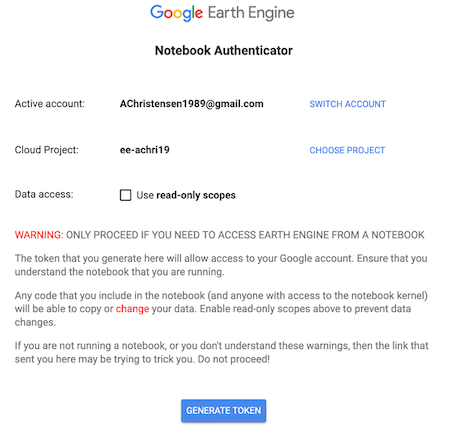 Google Earth Engine
Notebook Authenticator
Active account: AChristensen1989@gmail.com SWITCH ACCOUNT
Cloud Project: ee-achri19 CHOOSE PROJECT
Data access: Use read-only scopes
WARNING: ONLY PROCEED IF YOU NEED TO ACCESS EARTH ENGINE FROM A NOTEBOOK
The token that you generate here will allow access to your Google account. Ensure that you
understand the notebook that you are running.
Any code that you include in the notebook (and anyone with access to the notebook kernel)
will be able to copy or change your data. Enable read-only scopes above to prevent data
changes.
If you are not running a notebook, or you don't understand these warnings, then the link that
sent you here may be trying to trick you. Do not proceed!
GENERATE TOKEN